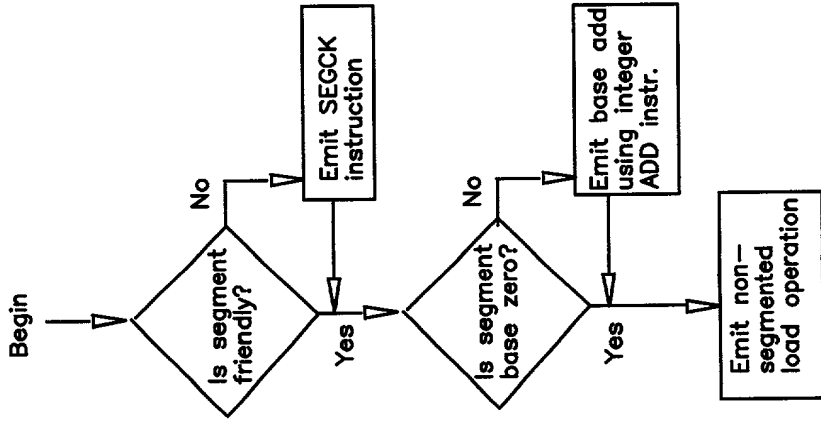 Begin
Is segment
friendly?
No
Emit SEGCK
instruction
Yes
Is segment
base zero?
No
Emit base add
using integer
ADD instr.
Yes
Emit non-
segmented
load operation